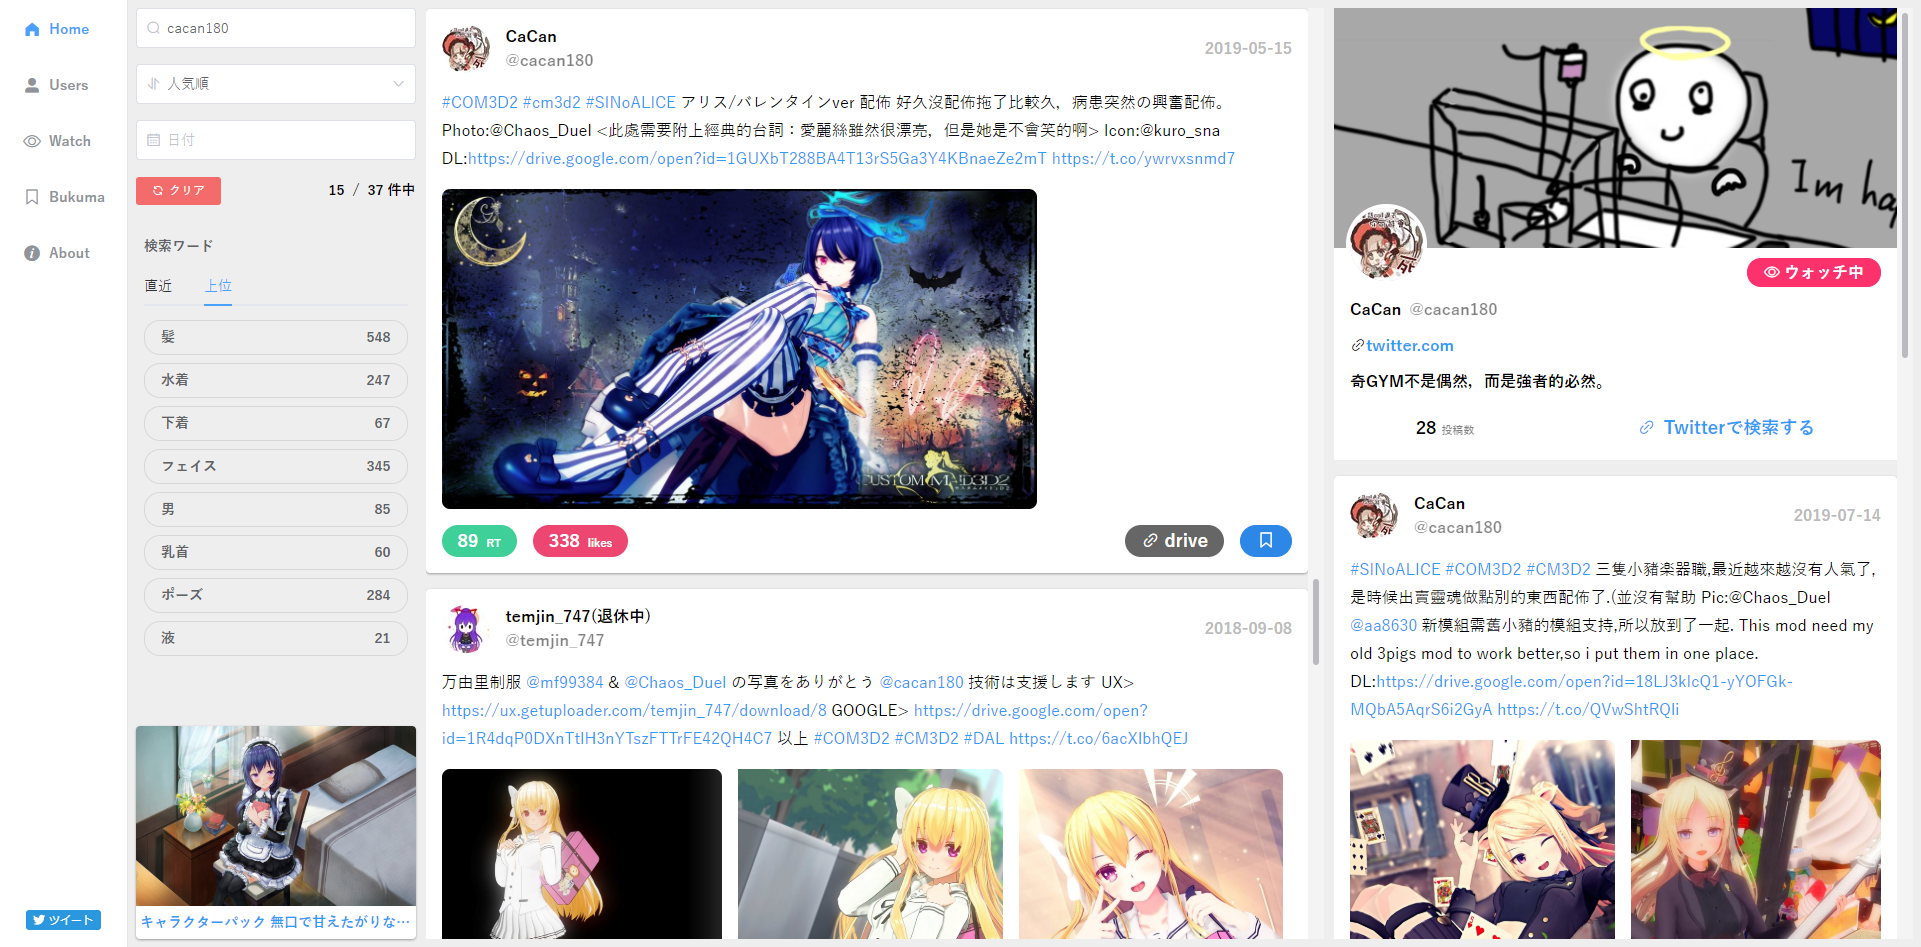 Home
Users
Watch
Bukuma
About
ツイート
cacan180
人気順
日付
クリア
15 / 37 件中
検索ワード
直近 上位
髪 548
水着 247
下着 67
フェイス 345
男 85
乳首 60
ポーズ 284
液 21
キャラクターパック 無口で甘えたがりな…
CaCan
@cacan180
2019-05-15
#COM3D2 #cm3d2 #SINoALICE アリス/バレンタインver 配佈 好久沒配佈拖了比較久，病患突然の興奮配佈。
Photo:@Chaos_Duel <此處需要附上經典的台詞：愛麗絲雖然很漂亮，但是她是不會笑的啊> Icon:@kuro_sna
DL:https://drive.google.com/open?id=1GUXbT288BA4T13rS5Ga3Y4KBnaeZe2mT https://t.co/ywrvxsnmd7
CUSTOM MAID3D2
89 RT
338 likes
drive
temjin_747(退休中)
@temjin_747
2018-09-08
万由里制服 @mf99384 & @Chaos_Duel の写真をありがとう @cacan180 技術は支援します UX>
https://ux.getuploader.com/temjin_747/download/8 GOOGLE> https://drive.google.com/open?
id=1R4dqP0DXnTtIH3nYTszFTTrFE42QH4C7 以上 #COM3D2 #CM3D2 #DAL https://t.co/6acXIbhQEJ
Im ha
ウォッチ中
CaCan @cacan180
twitter.com
奇GYM不是偶然，而是強者的必然。
28 投稿数
Twitterで検索する
CaCan
@cacan180
2019-07-14
#SINoALICE #COM3D2 #CM3D2 三隻小豬楽器職,最近越來越沒有人氣了,
是時候出賣靈魂做點別的東西配佈了.(並沒有幫助 Pic:@Chaos_Duel
@aa8630 新模組需舊小豬的模組支持,所以放到了一起. This mod need my
old 3pigs mod to work better,so i put them in one place.
DL:https://drive.google.com/open?id=18LJ3klcQ1-yYOFGk-
MQbA5AqrS6i2GyA https://t.co/QVwShtRQli